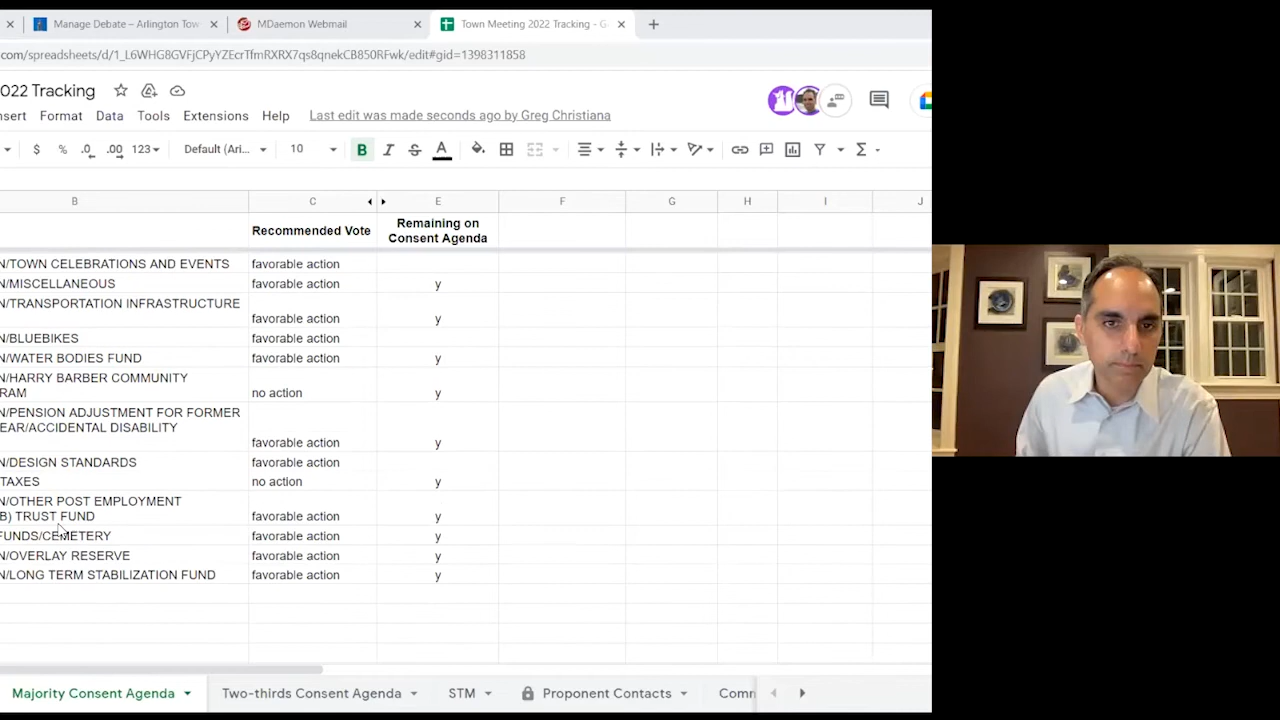 Manage Debate – Arlington Tow
MDaemon Webmail
Town Meeting 2022 Tracking - G
com/spreadsheets/d/1_L6WHG8GVFjCPyYZEcrTfmRXRX7qs8qnekCB850RFwk/edit#gid=1398311858
022 Tracking
nsert Format Data Tools Extensions Help Last edit was made seconds ago by Greg Christiana
$ % .0 .00 123 Default (Ari... 10 B I S A Σ
B C E F G H I J
Recommended Vote
Remaining on
Consent Agenda
N/TOWN CELEBRATIONS AND EVENTS favorable action
N/MISCELLANEOUS favorable action y
N/TRANSPORTATION INFRASTRUCTURE
favorable action y
N/BLUEBIKES favorable action
N/WATER BODIES FUND favorable action y
N/HARRY BARBER COMMUNITY
RAM no action y
N/PENSION ADJUSTMENT FOR FORMER
EAR/ACCIDENTAL DISABILITY
favorable action y
N/DESIGN STANDARDS favorable action
TAXES no action y
N/OTHER POST EMPLOYMENT
B) TRUST FUND favorable action y
FUNDS/CEMETERY favorable action y
N/OVERLAY RESERVE favorable action y
N/LONG TERM STABILIZATION FUND favorable action y
Majority Consent Agenda Two-thirds Consent Agenda STM Proponent Contacts Comr